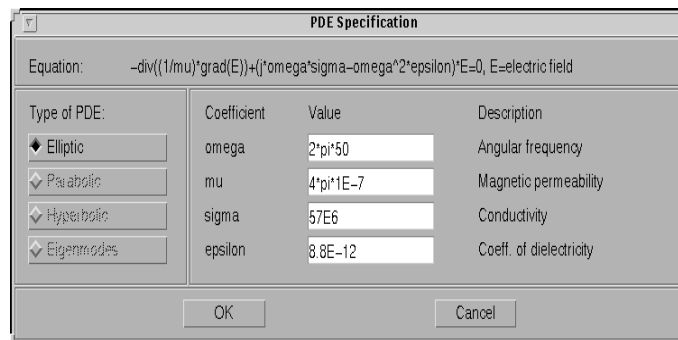 PDE Specification
Equation: -div((1/mu)*grad(E))+(j*omega*sigma-omega^2*epsilon)*E=0, E=electric field
Type of PDE:
Elliptic
Parabolic
Hyperbolic
Eigenmodes
Coefficient Value Description
omega 2*pi*50 Angular frequency
mu 4*pi*1E-7 Magnetic permeability
sigma 57E6 Conductivity
epsilon 8.8E-12 Coeff. of dielectricity
OK Cancel